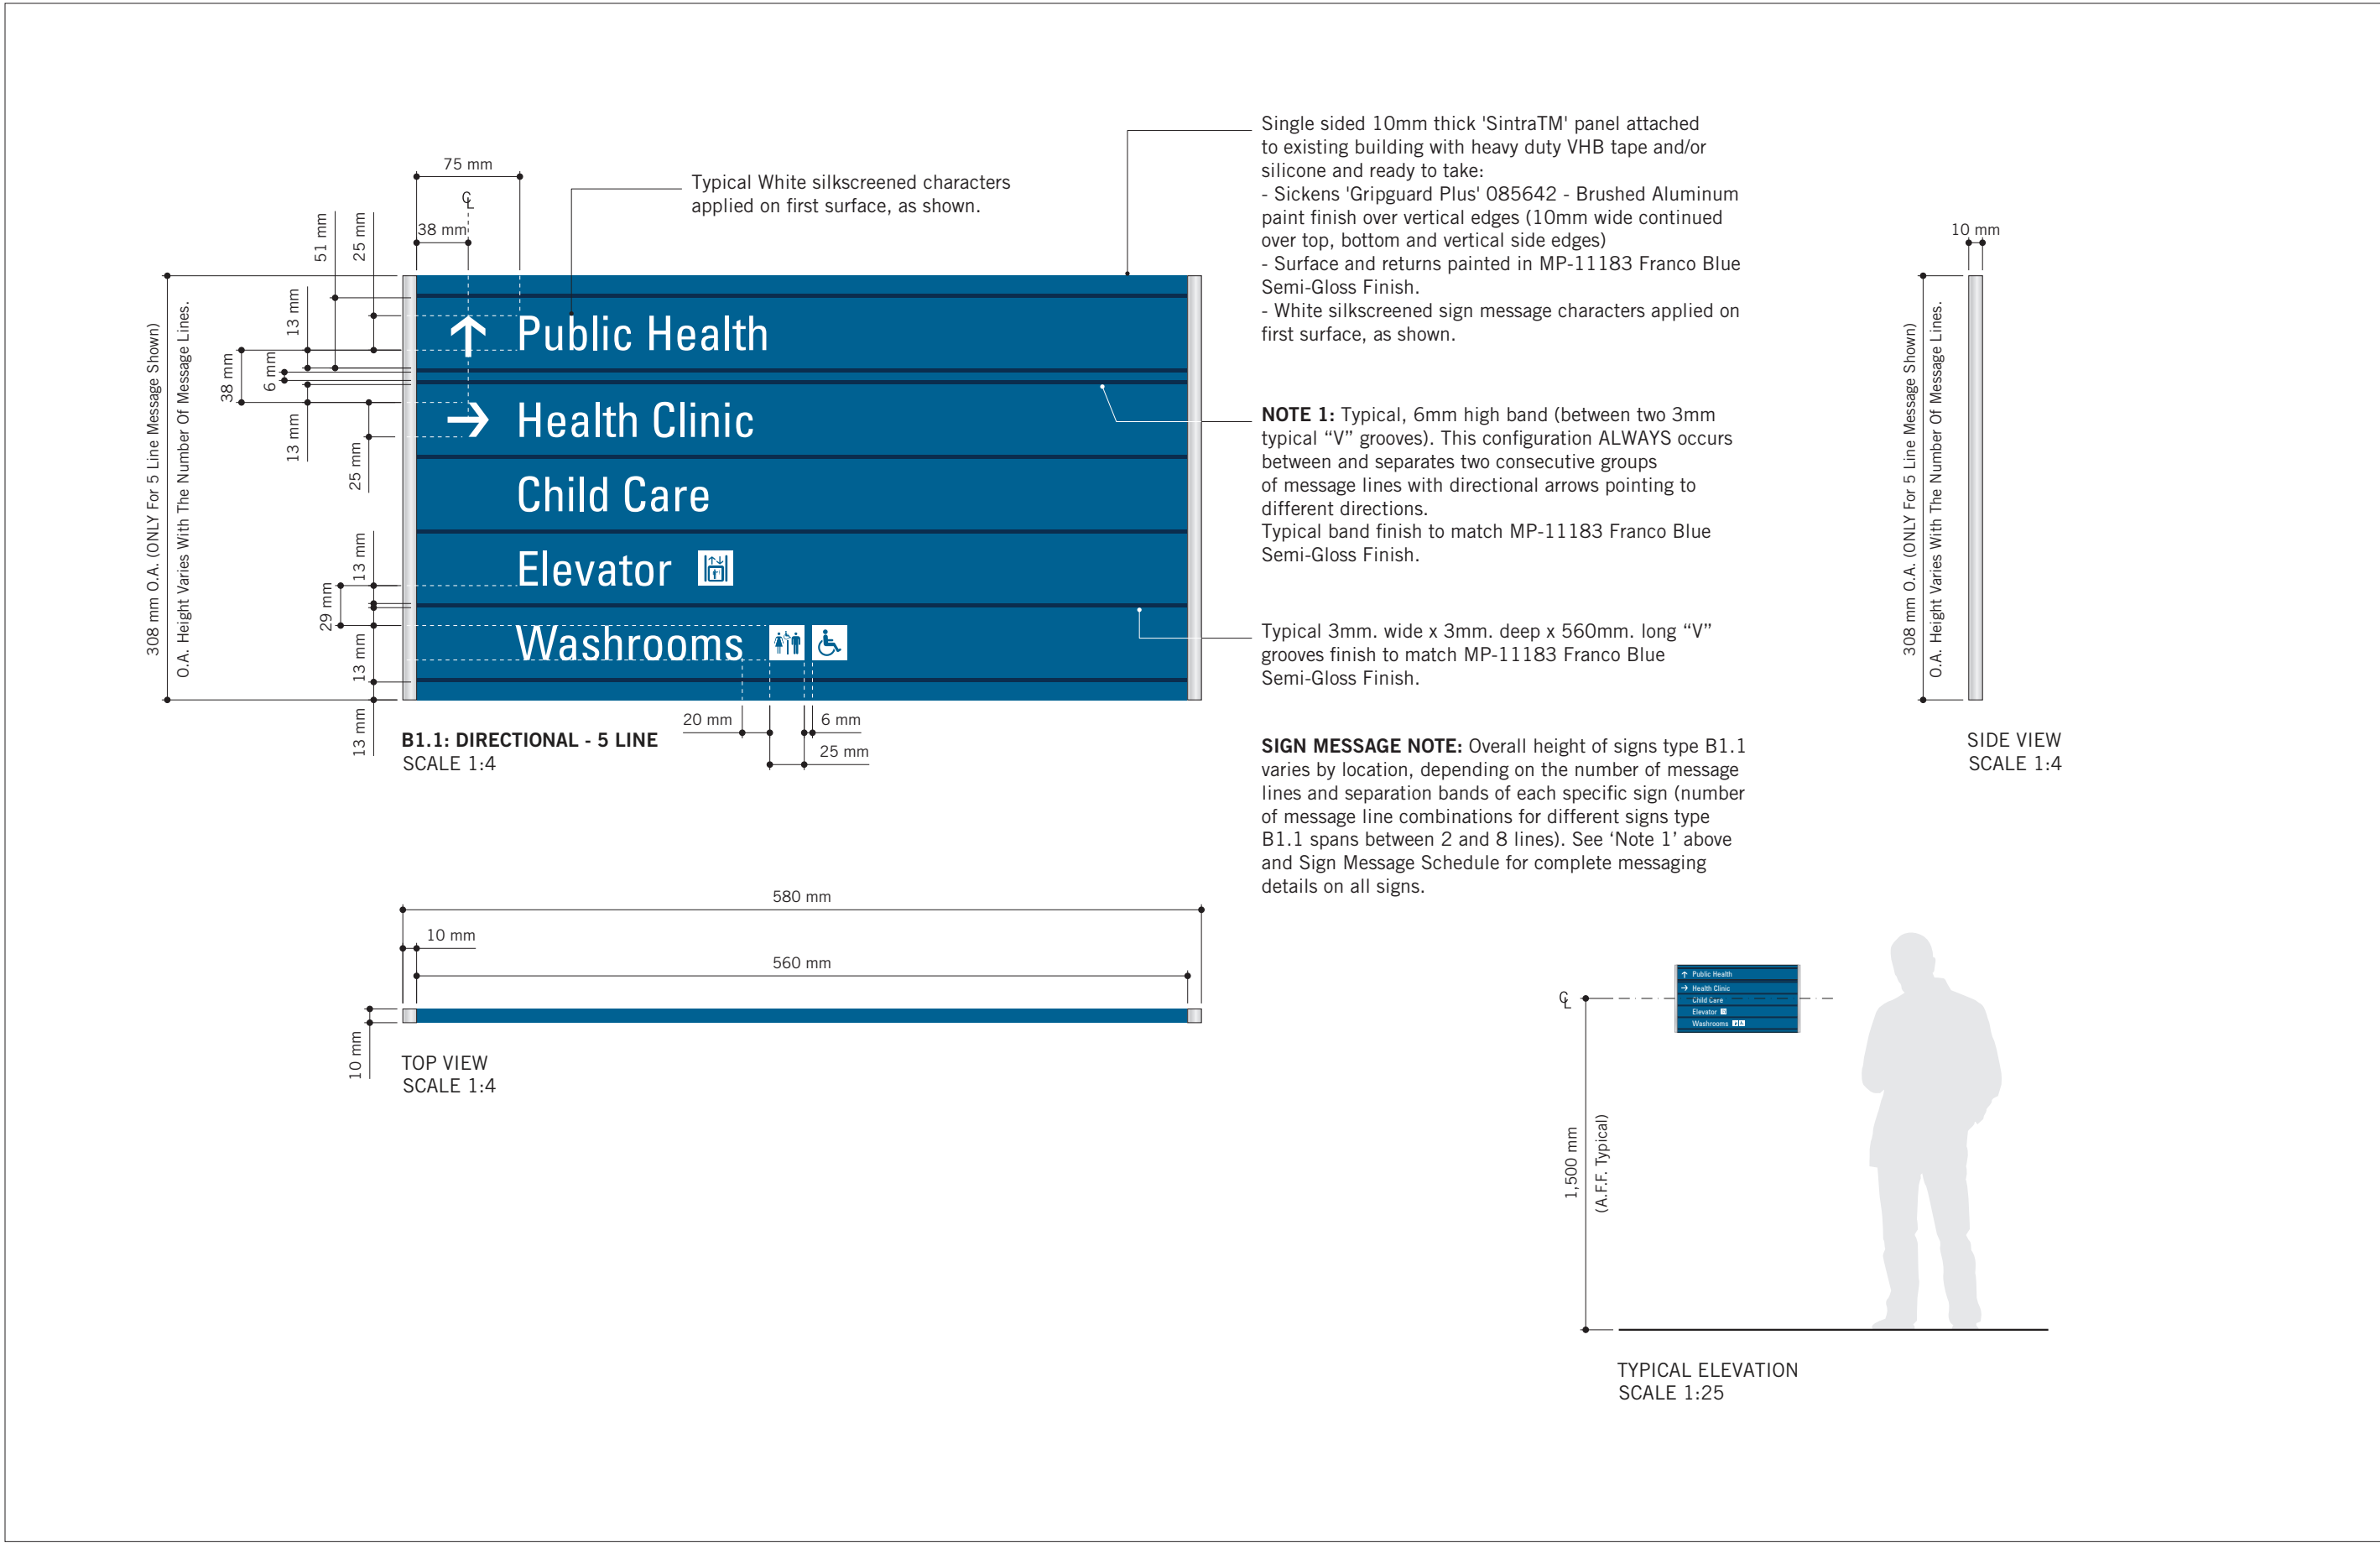 75 mm
℄
38 mm
51 mm
25 mm
13 mm
38 mm
6 mm
13 mm
25 mm
308 mm O.A. (ONLY For 5 Line Message Shown)
O.A. Height Varies With The Number Of Message Lines.
13 mm
29 mm
13 mm
13 mm
Typical White silkscreened characters
applied on first surface, as shown.
Public Health
Health Clinic
Child Care
Elevator
Washrooms
20 mm
6 mm
25 mm
B1.1: DIRECTIONAL - 5 LINE
SCALE 1:4
Single sided 10mm thick 'SintraTM' panel attached
to existing building with heavy duty VHB tape and/or
silicone and ready to take:
- Sickens 'Gripguard Plus' 085642 - Brushed Aluminum
paint finish over vertical edges (10mm wide continued
over top, bottom and vertical side edges)
- Surface and returns painted in MP-11183 Franco Blue
Semi-Gloss Finish.
- White silkscreened sign message characters applied on
first surface, as shown.
NOTE 1: Typical, 6mm high band (between two 3mm
typical “V” grooves). This configuration ALWAYS occurs
between and separates two consecutive groups
of message lines with directional arrows pointing to
different directions.
Typical band finish to match MP-11183 Franco Blue
Semi-Gloss Finish.
Typical 3mm. wide x 3mm. deep x 560mm. long “V”
grooves finish to match MP-11183 Franco Blue
Semi-Gloss Finish.
SIGN MESSAGE NOTE: Overall height of signs type B1.1
varies by location, depending on the number of message
lines and separation bands of each specific sign (number
of message line combinations for different signs type
B1.1 spans between 2 and 8 lines). See ‘Note 1’ above
and Sign Message Schedule for complete messaging
details on all signs.
10 mm
308 mm O.A. (ONLY For 5 Line Message Shown)
O.A. Height Varies With The Number Of Message Lines.
SIDE VIEW
SCALE 1:4
580 mm
10 mm
560 mm
10 mm
TOP VIEW
SCALE 1:4
℄
Public Health
Health Clinic
Child Care
Elevator
Washrooms
1,500 mm
(A.F.F. Typical)
TYPICAL ELEVATION
SCALE 1:25